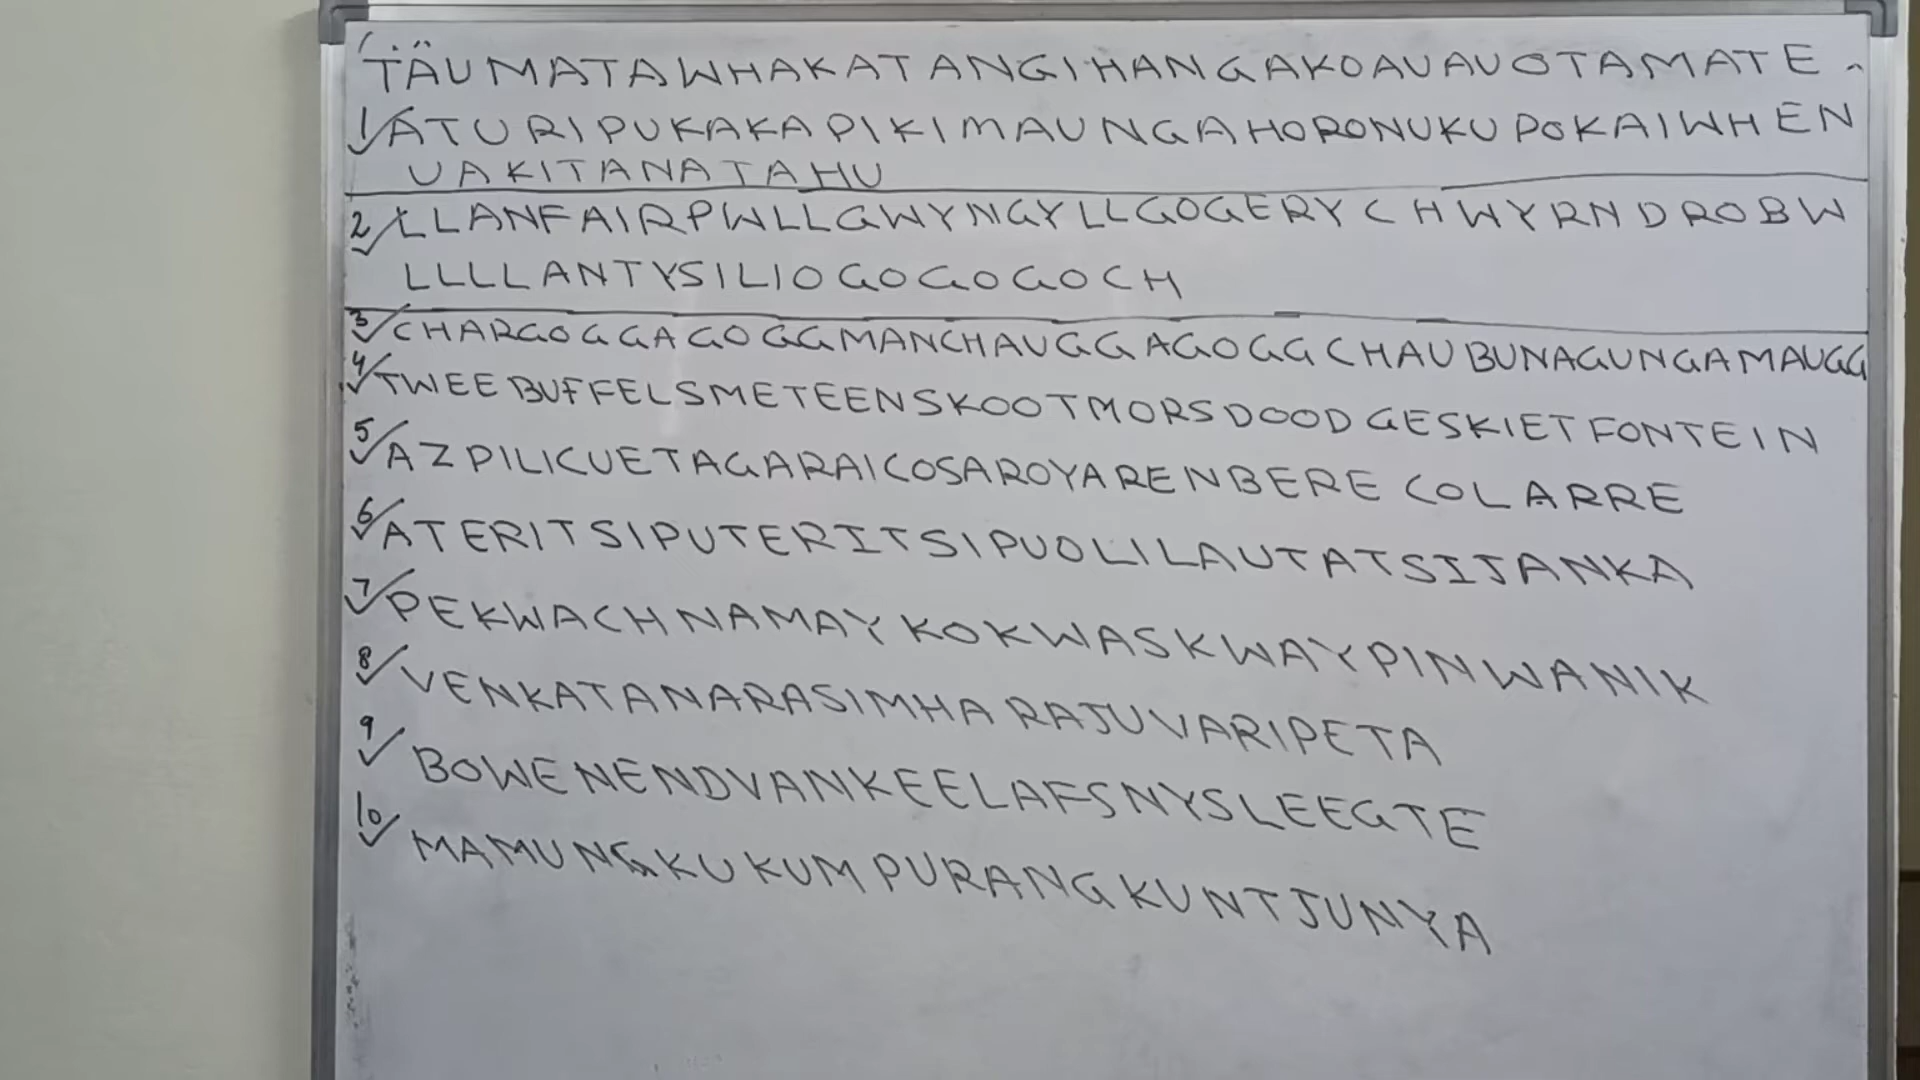 TÄUMATAWHAKATANGIHANGAKOAUAUOTAMATE.
1 ATURIPUKAKAPIKIMAUNGAHORONUKUPOKAIWHEN
UAKITANATAHU
2 LLANFAIRPWLLGWYNGYLLGOGERYCHWYRNDROBW
LLLLANTYSILIOGOGOGOCH
3 CHARGOGGAGOGGMANCHAUGGAGOGGCHAUBUNAGUNGAMAUGG
4 TWEEBUFFELSMETEENSKOOTMORSDOODGESKIETFONTEIN
5 AZPILICUETAGARAICOSAROYARENBERECOLARRE
6 ATERITSIPUTERITSIPUOLILAUTATSIJANKA
7 PEKWACHNAMAYKOKWASKWAYPINWANIK
8 VENKATANARASIMHARAJUVARIPETA
9 BOWENENDVANKEELAFSNYSLEEGTE
10 MAMUNGKUKUMPURANGKUNTJUNYA